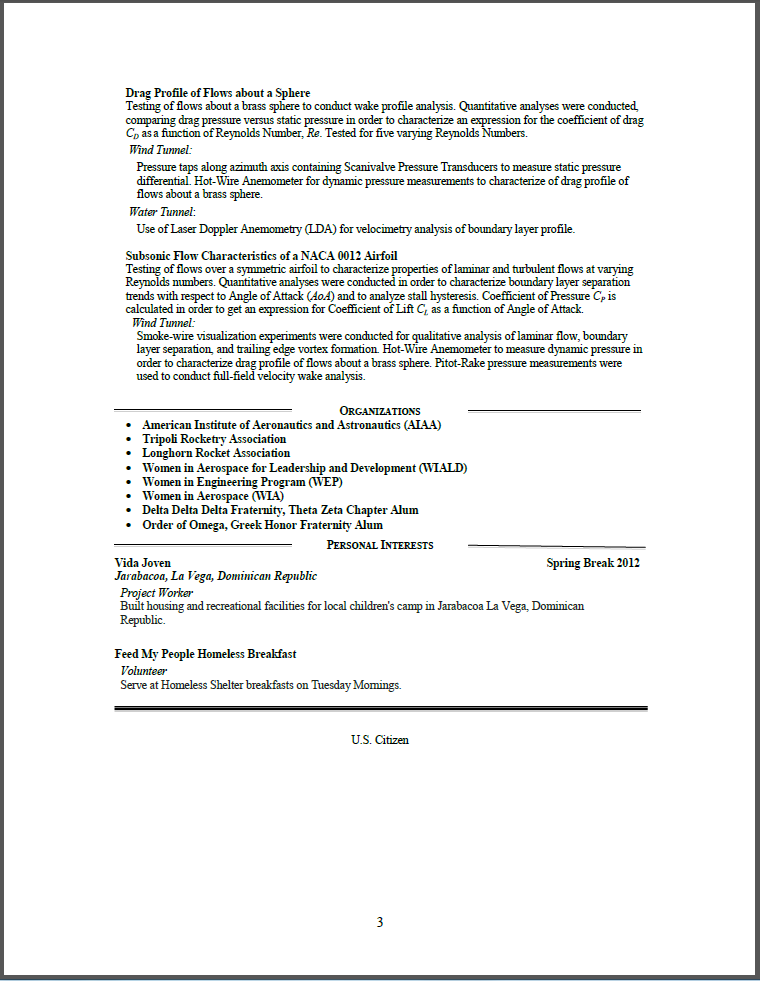 Drag Profile of Flows about a Sphere
Testing of flows about a brass sphere to conduct wake profile analysis. Quantitative analyses were conducted,
comparing drag pressure versus static pressure in order to characterize an expression for the coefficient of drag
C_D as a function of Reynolds Number, Re. Tested for five varying Reynolds Numbers.
Wind Tunnel:
Pressure taps along azimuth axis containing Scanivalve Pressure Transducers to measure static pressure
differential. Hot-Wire Anemometer for dynamic pressure measurements to characterize of drag profile of
flows about a brass sphere.
Water Tunnel:
Use of Laser Doppler Anemometry (LDA) for velocimetry analysis of boundary layer profile.
Subsonic Flow Characteristics of a NACA 0012 Airfoil
Testing of flows over a symmetric airfoil to characterize properties of laminar and turbulent flows at varying
Reynolds numbers. Quantitative analyses were conducted in order to characterize boundary layer separation
trends with respect to Angle of Attack (AoA) and to analyze stall hysteresis. Coefficient of Pressure C_P is
calculated in order to get an expression for Coefficient of Lift C_L as a function of Angle of Attack.
Wind Tunnel:
Smoke-wire visualization experiments were conducted for qualitative analysis of laminar flow, boundary
layer separation, and trailing edge vortex formation. Hot-Wire Anemometer to measure dynamic pressure in
order to characterize drag profile of flows about a brass sphere. Pitot-Rake pressure measurements were
used to conduct full-field velocity wake analysis.
ORGANIZATIONS
• American Institute of Aeronautics and Astronautics (AIAA)
• Tripoli Rocketry Association
• Longhorn Rocket Association
• Women in Aerospace for Leadership and Development (WIALD)
• Women in Engineering Program (WEP)
• Women in Aerospace (WIA)
• Delta Delta Delta Fraternity, Theta Zeta Chapter Alum
• Order of Omega, Greek Honor Fraternity Alum
PERSONAL INTERESTS
Vida Joven Spring Break 2012
Jarabacoa, La Vega, Dominican Republic
Project Worker
Built housing and recreational facilities for local children's camp in Jarabacoa La Vega, Dominican
Republic.
Feed My People Homeless Breakfast
Volunteer
Serve at Homeless Shelter breakfasts on Tuesday Mornings.
U.S. Citizen
3